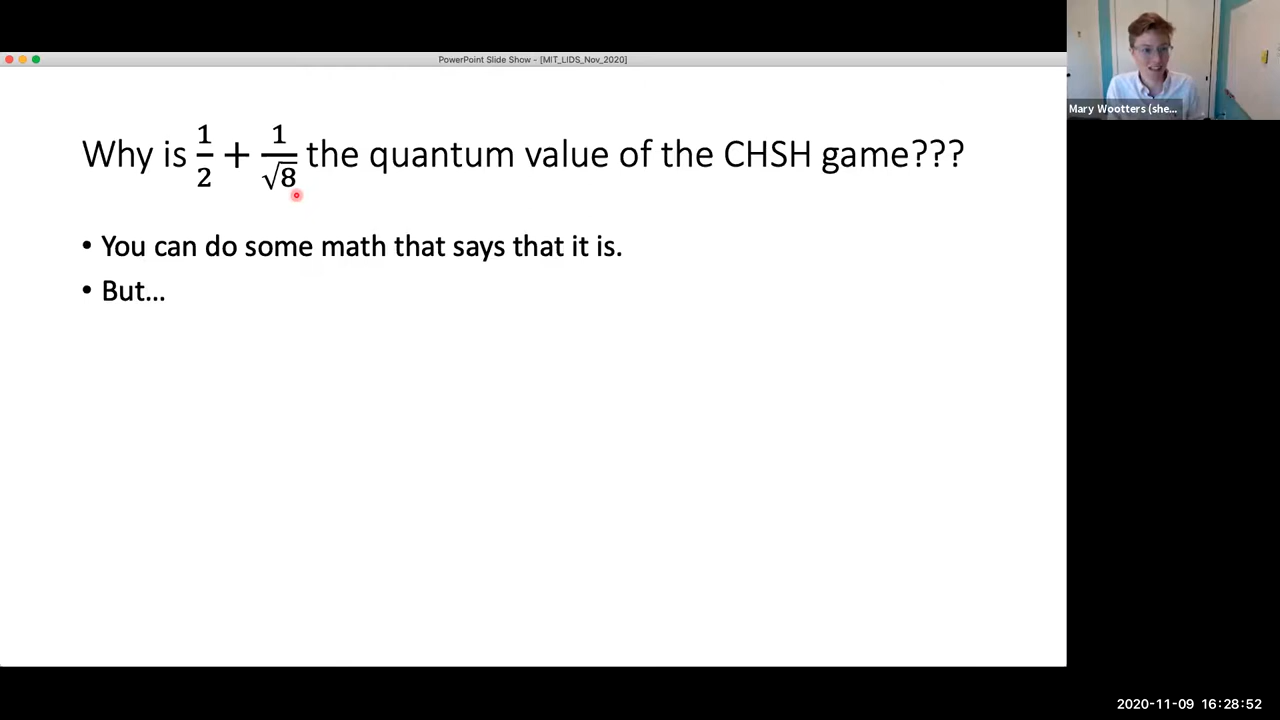 PowerPoint Slide Show - [MIT_LIDS_Nov_2020]
Mary Wootters (she...
Why is 1/2 + 1/√8 the quantum value of the CHSH game???
• You can do some math that says that it is.
• But...
2020-11-09 16:28:52